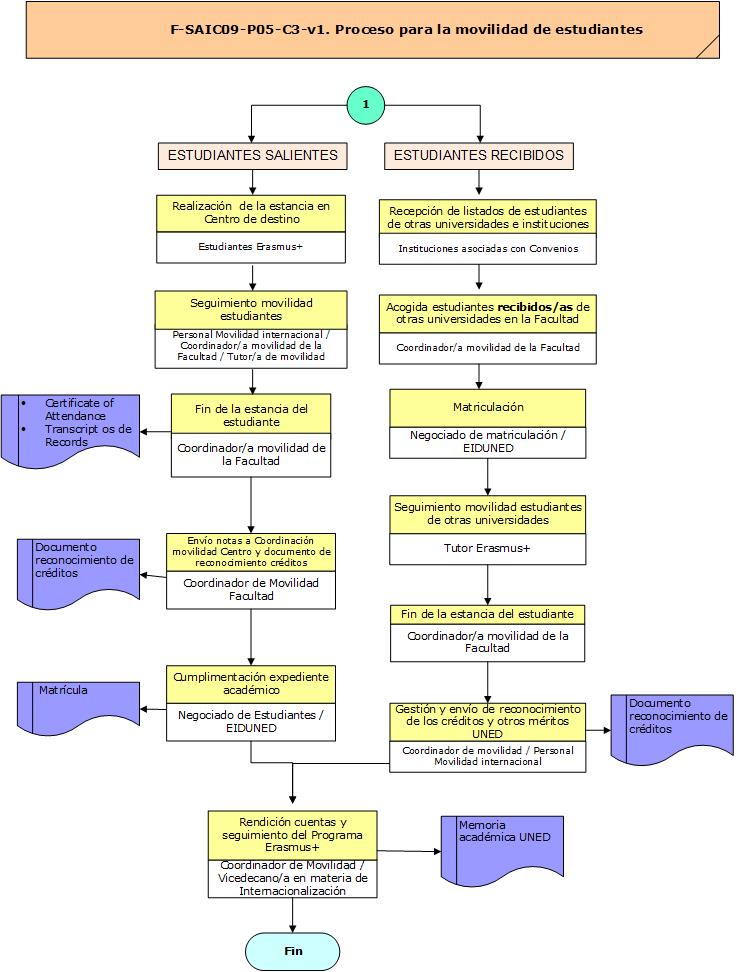 F-SAIC09-P05-C3-v1. Proceso para la movilidad de estudiantes
1
ESTUDIANTES SALIENTES
Realización de la estancia en
Centro de destino
Estudiantes Erasmus+
Seguimiento movilidad
estudiantes
Personal Movilidad internacional /
Coordinador/a movilidad de la
Facultad / Tutor/a de movilidad
Fin de la estancia del
estudiante
Coordinador/a movilidad de
la Facultad
• Certificate of
Attendance
• Transcript os de
Records
Envío notas a Coordinación
movilidad Centro y documento de
reconocimiento créditos
Coordinador de Movilidad
Facultad
Documento
reconocimiento de
créditos
Cumplimentación expediente
académico
Negociado de Estudiantes /
EIDUNED
Matrícula
ESTUDIANTES RECIBIDOS
Recepción de listados de estudiantes
de otras universidades e instituciones
Instituciones asociadas con Convenios
Acogida estudiantes recibidos/as de
otras universidades en la Facultad
Coordinador/a movilidad de la Facultad
Matriculación
Negociado de matriculación /
EIDUNED
Seguimiento movilidad estudiantes
de otras universidades
Tutor Erasmus+
Fin de la estancia del estudiante
Coordinador/a movilidad de la
Facultad
Gestión y envío de reconocimiento
de los créditos y otros méritos
UNED
Coordinador de movilidad / Personal
Movilidad internacional
Documento
reconocimiento de
créditos
Rendición cuentas y
seguimiento del Programa
Erasmus+
Coordinador de Movilidad /
Vicedecano/a en materia de
Internacionalización
Memoria
académica UNED
Fin